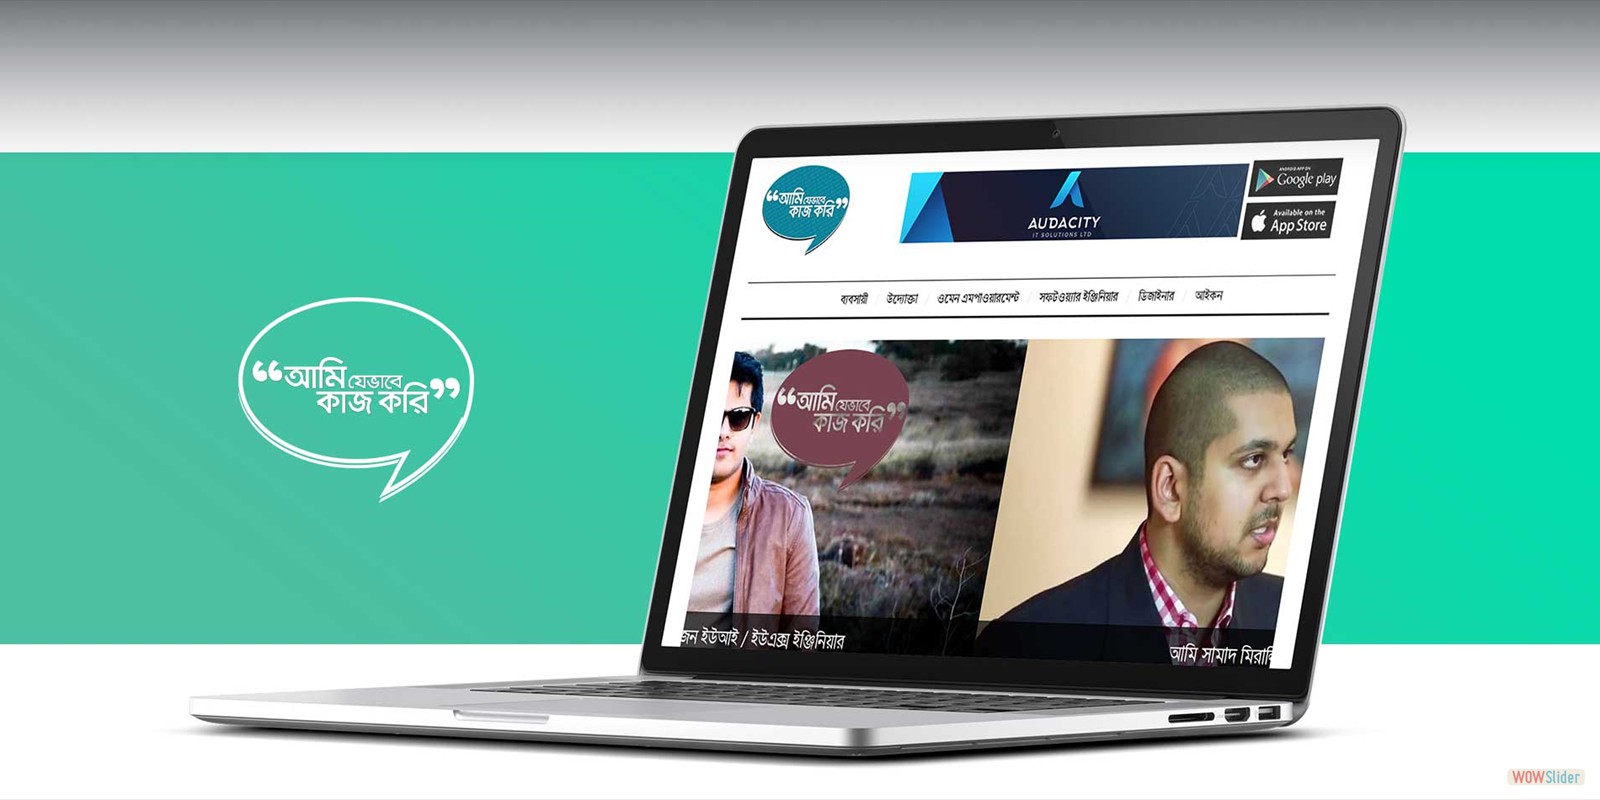 “আমি যেভাবে
কাজ করি”
“আমি যেভাবে
কাজ করি”
AUDACITY
IT SOLUTIONS LTD
ANDROID APP ON
Google play
Available on the
App Store
ব্যবসায়ী / উদ্যোক্তা / ওমেন এমপাওয়ারমেন্ট / সফটওয়্যার ইঞ্জিনিয়ার / ডিজাইনার / আইকন
“আমি যেভাবে
কাজ করি”
জন ইউআই / ইউএক্স ইঞ্জিনিয়ার
আমি সামাদ
WOWSlider